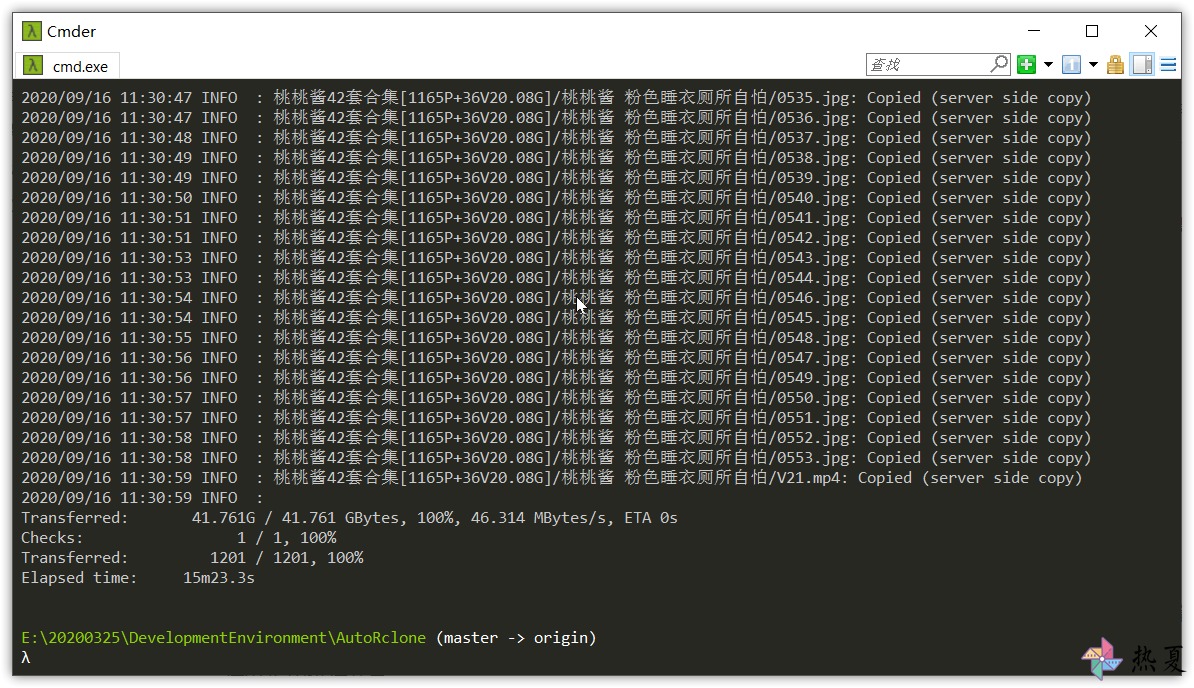 Cmder
cmd.exe
查找
2020/09/16 11:30:47 INFO  : 桃桃酱42套合集[1165P+36V20.08G]/桃桃酱 粉色睡衣厕所自怕/0535.jpg: Copied (server side copy)
2020/09/16 11:30:47 INFO  : 桃桃酱42套合集[1165P+36V20.08G]/桃桃酱 粉色睡衣厕所自怕/0536.jpg: Copied (server side copy)
2020/09/16 11:30:48 INFO  : 桃桃酱42套合集[1165P+36V20.08G]/桃桃酱 粉色睡衣厕所自怕/0537.jpg: Copied (server side copy)
2020/09/16 11:30:49 INFO  : 桃桃酱42套合集[1165P+36V20.08G]/桃桃酱 粉色睡衣厕所自怕/0538.jpg: Copied (server side copy)
2020/09/16 11:30:49 INFO  : 桃桃酱42套合集[1165P+36V20.08G]/桃桃酱 粉色睡衣厕所自怕/0539.jpg: Copied (server side copy)
2020/09/16 11:30:50 INFO  : 桃桃酱42套合集[1165P+36V20.08G]/桃桃酱 粉色睡衣厕所自怕/0540.jpg: Copied (server side copy)
2020/09/16 11:30:51 INFO  : 桃桃酱42套合集[1165P+36V20.08G]/桃桃酱 粉色睡衣厕所自怕/0541.jpg: Copied (server side copy)
2020/09/16 11:30:51 INFO  : 桃桃酱42套合集[1165P+36V20.08G]/桃桃酱 粉色睡衣厕所自怕/0542.jpg: Copied (server side copy)
2020/09/16 11:30:53 INFO  : 桃桃酱42套合集[1165P+36V20.08G]/桃桃酱 粉色睡衣厕所自怕/0543.jpg: Copied (server side copy)
2020/09/16 11:30:53 INFO  : 桃桃酱42套合集[1165P+36V20.08G]/桃桃酱 粉色睡衣厕所自怕/0544.jpg: Copied (server side copy)
2020/09/16 11:30:54 INFO  : 桃桃酱42套合集[1165P+36V20.08G]/桃桃酱 粉色睡衣厕所自怕/0546.jpg: Copied (server side copy)
2020/09/16 11:30:54 INFO  : 桃桃酱42套合集[1165P+36V20.08G]/桃桃酱 粉色睡衣厕所自怕/0545.jpg: Copied (server side copy)
2020/09/16 11:30:55 INFO  : 桃桃酱42套合集[1165P+36V20.08G]/桃桃酱 粉色睡衣厕所自怕/0548.jpg: Copied (server side copy)
2020/09/16 11:30:56 INFO  : 桃桃酱42套合集[1165P+36V20.08G]/桃桃酱 粉色睡衣厕所自怕/0547.jpg: Copied (server side copy)
2020/09/16 11:30:56 INFO  : 桃桃酱42套合集[1165P+36V20.08G]/桃桃酱 粉色睡衣厕所自怕/0549.jpg: Copied (server side copy)
2020/09/16 11:30:57 INFO  : 桃桃酱42套合集[1165P+36V20.08G]/桃桃酱 粉色睡衣厕所自怕/0550.jpg: Copied (server side copy)
2020/09/16 11:30:57 INFO  : 桃桃酱42套合集[1165P+36V20.08G]/桃桃酱 粉色睡衣厕所自怕/0551.jpg: Copied (server side copy)
2020/09/16 11:30:58 INFO  : 桃桃酱42套合集[1165P+36V20.08G]/桃桃酱 粉色睡衣厕所自怕/0552.jpg: Copied (server side copy)
2020/09/16 11:30:58 INFO  : 桃桃酱42套合集[1165P+36V20.08G]/桃桃酱 粉色睡衣厕所自怕/0553.jpg: Copied (server side copy)
2020/09/16 11:30:59 INFO  : 桃桃酱42套合集[1165P+36V20.08G]/桃桃酱 粉色睡衣厕所自怕/V21.mp4: Copied (server side copy)
2020/09/16 11:30:59 INFO  :
Transferred:       41.761G / 41.761 GBytes, 100%, 46.314 MBytes/s, ETA 0s
Checks:                 1 / 1, 100%
Transferred:         1201 / 1201, 100%
Elapsed time:     15m23.3s
E:\20200325\DevelopmentEnvironment\AutoRclone (master -> origin)
λ
热夏